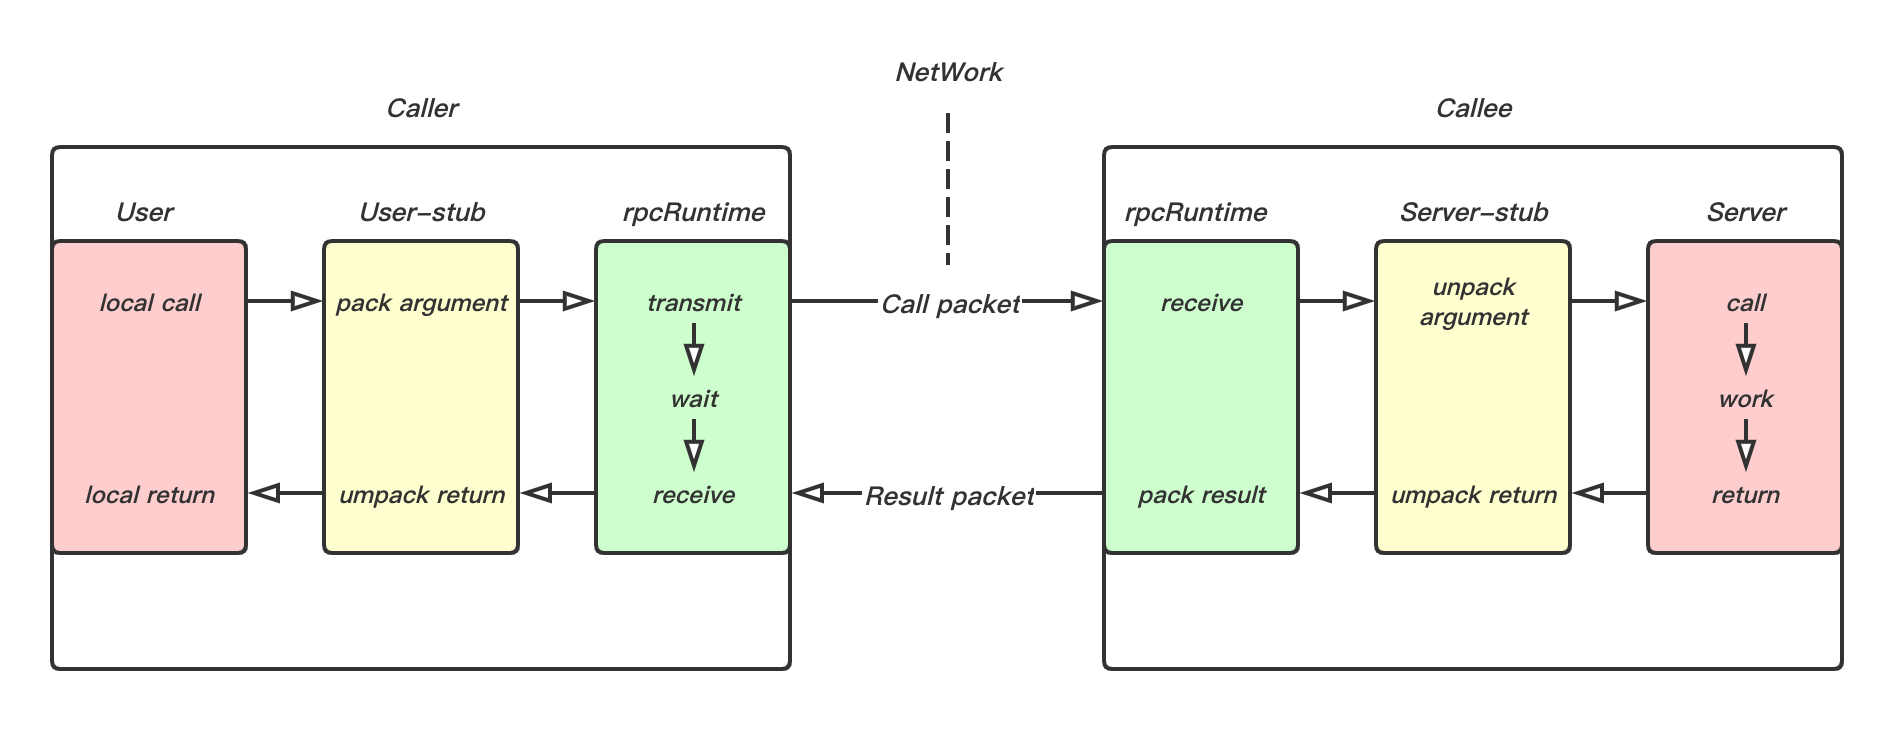 NetWork
Caller
Callee
User
User-stub
rpcRuntime
rpcRuntime
Server-stub
Server
local call
pack argument
transmit
Call packet
receive
unpack
argument
call
wait
work
local return
umpack return
receive
Result packet
pack result
umpack return
return